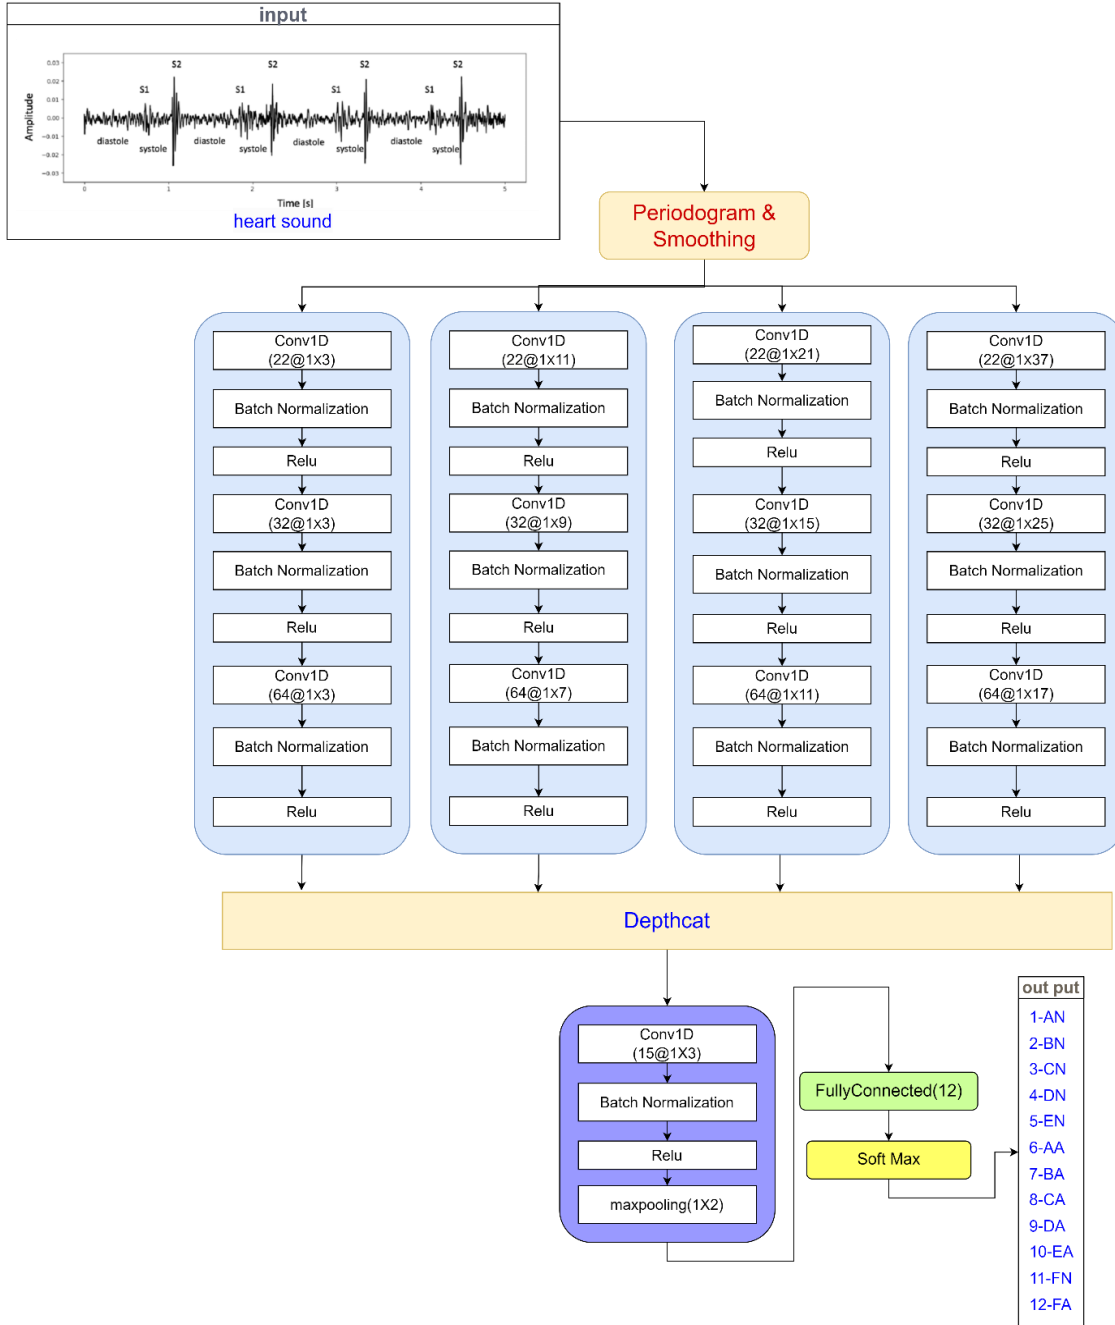 input
S2
S2
S2
S2
S1
S1
S1
S1
0.03
0.02
0.01
0.00
−0.01
−0.02
−0.03
Amplitude
diastole
systole
diastole
systole
diastole
systole
diastole
systole
0
1
2
3
4
5
Time [s]
heart sound
Periodogram &
Smoothing
Conv1D
(22@1X3)
Batch Normalization
Relu
Conv1D
(32@1X3)
Batch Normalization
Relu
Conv1D
(64@1X3)
Batch Normalization
Relu
Conv1D
(22@1X11)
Batch Normalization
Relu
Conv1D
(32@1X9)
Batch Normalization
Relu
Conv1D
(64@1X7)
Batch Normalization
Relu
Conv1D
(22@1X21)
Batch Normalization
Relu
Conv1D
(32@1X15)
Batch Normalization
Relu
Conv1D
(64@1X11)
Batch Normalization
Relu
Conv1D
(22@1X37)
Batch Normalization
Relu
Conv1D
(32@1X25)
Batch Normalization
Relu
Conv1D
(64@1X17)
Batch Normalization
Relu
Depthcat
Conv1D
(15@1X3)
Batch Normalization
Relu
maxpooling(1X2)
FullyConnected(12)
Soft Max
out put
1-AN
2-BN
3-CN
4-DN
5-EN
6-AA
7-BA
8-CA
9-DA
10-EA
11-FN
12-FA